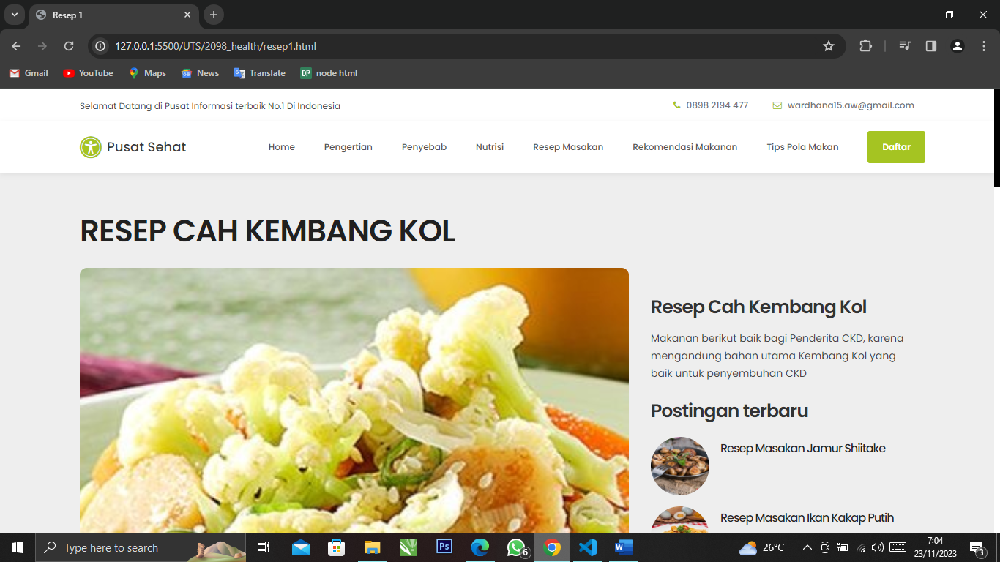 Resep 1
127.0.0.1:5500/UTS/2098_health/resep1.html
Gmail YouTube Maps News Translate DP node html
Selamat Datang di Pusat Informasi terbaik No.1 Di Indonesia 0898 2194 477 wardhana15.aw@gmail.com
Pusat Sehat Home Pengertian Penyebab Nutrisi Resep Masakan Rekomendasi Makanan Tips Pola Makan Daftar
RESEP CAH KEMBANG KOL
Resep Cah Kembang Kol
Makanan berikut baik bagi Penderita CKD, karena
mengandung bahan utama Kembang Kol yang
baik untuk penyembuhan CKD
Postingan terbaru
Resep Masakan Jamur Shiitake
Resep Masakan Ikan Kakap Putih
Type here to search Ps 6 W 26°C 7:04
23/11/2023 3